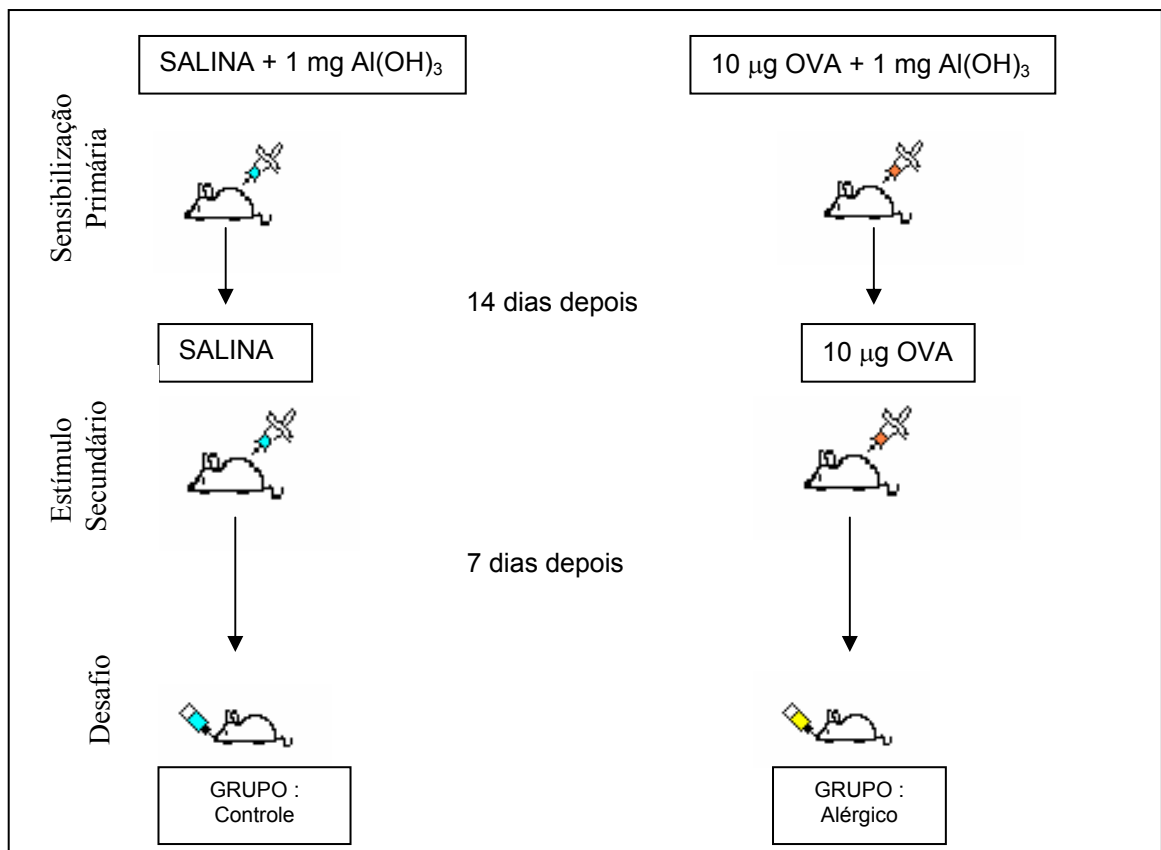 SALINA + 1 mg Al(OH)₃
10 μg OVA + 1 mg Al(OH)₃
Sensibilização
Primária
14 dias depois
SALINA
10 μg OVA
Estímulo
Secundário
7 dias depois
Desafio
GRUPO :
Controle
GRUPO :
Alérgico